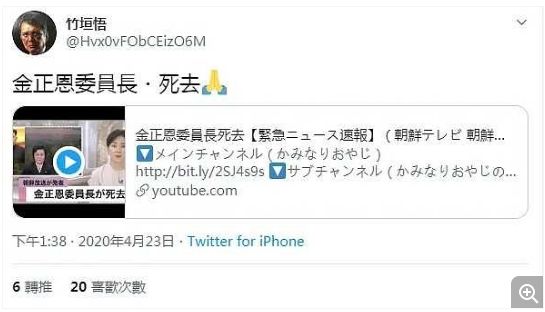 竹垣悟
@Hvx0vFObCEizO6M
金正恩委員長・死去🙏
金正恩委員長死去【緊急ニュース速報】（朝鮮テレビ 朝鮮…
🔽メインチャンネル（かみなりおやじ）
http://bit.ly/2SJ4s9s 🔽サブチャンネル（かみなりおやじの…
youtube.com
朝鮮放送が発表
金正恩委員長が死去
下午1:38 · 2020年4月23日 · Twitter for iPhone
6 轉推 20 喜歡次數